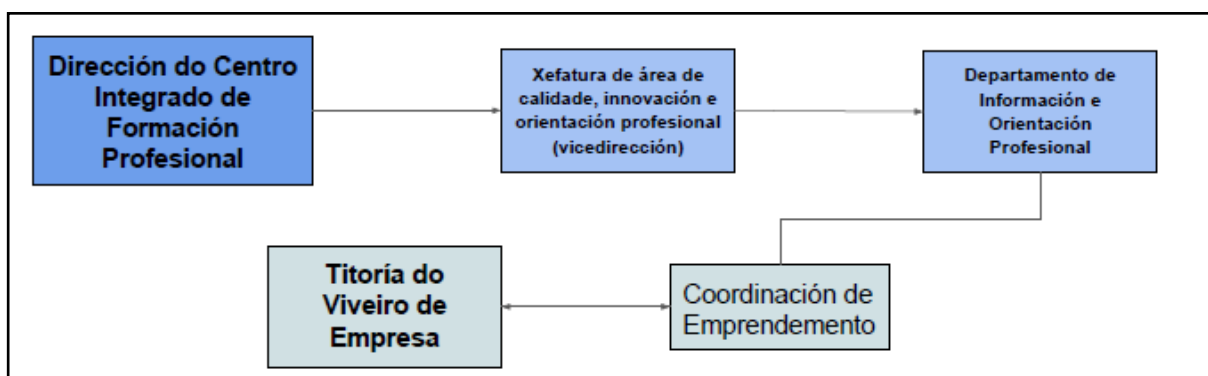 Dirección do Centro
Integrado de
Formación
Profesional
Xefatura de área de
calidade, innovación e
orientación profesional
(vicedirección)
Departamento de
Información e
Orientación
Profesional
Titoría do
Viveiro de
Empresa
Coordinación de
Emprendemento